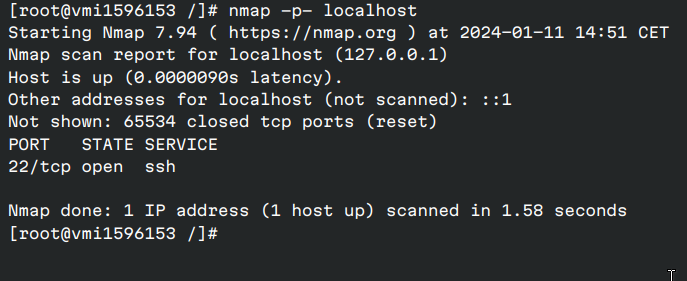 [root@vmi1596153 /]# nmap -p- localhost
Starting Nmap 7.94 ( https://nmap.org ) at 2024-01-11 14:51 CET
Nmap scan report for localhost (127.0.0.1)
Host is up (0.0000090s latency).
Other addresses for localhost (not scanned): ::1
Not shown: 65534 closed tcp ports (reset)
PORT   STATE SERVICE
22/tcp open  ssh

Nmap done: 1 IP address (1 host up) scanned in 1.58 seconds
[root@vmi1596153 /]#